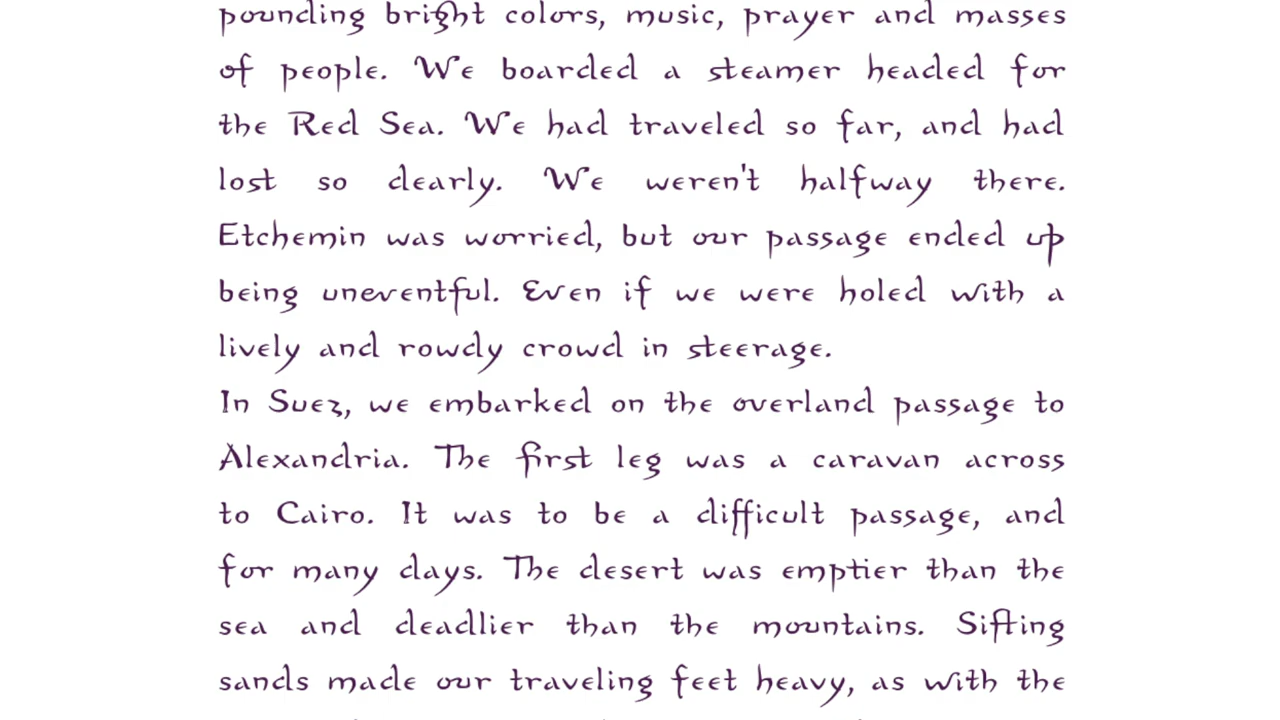 pounding bright colors, music, prayer and masses
of people. We boarded a steamer headed for
the Red Sea. We had traveled so far, and had
lost so dearly. We weren't halfway there.
Etchemin was worried, but our passage ended up
being uneventful. Even if we were holed with a
lively and rowdy crowd in steerage.
In Suez, we embarked on the overland passage to
Alexandria. The first leg was a caravan across
to Cairo. It was to be a difficult passage, and
for many days. The desert was emptier than the
sea and deadlier than the mountains. Sifting
sands made our traveling feet heavy, as with the